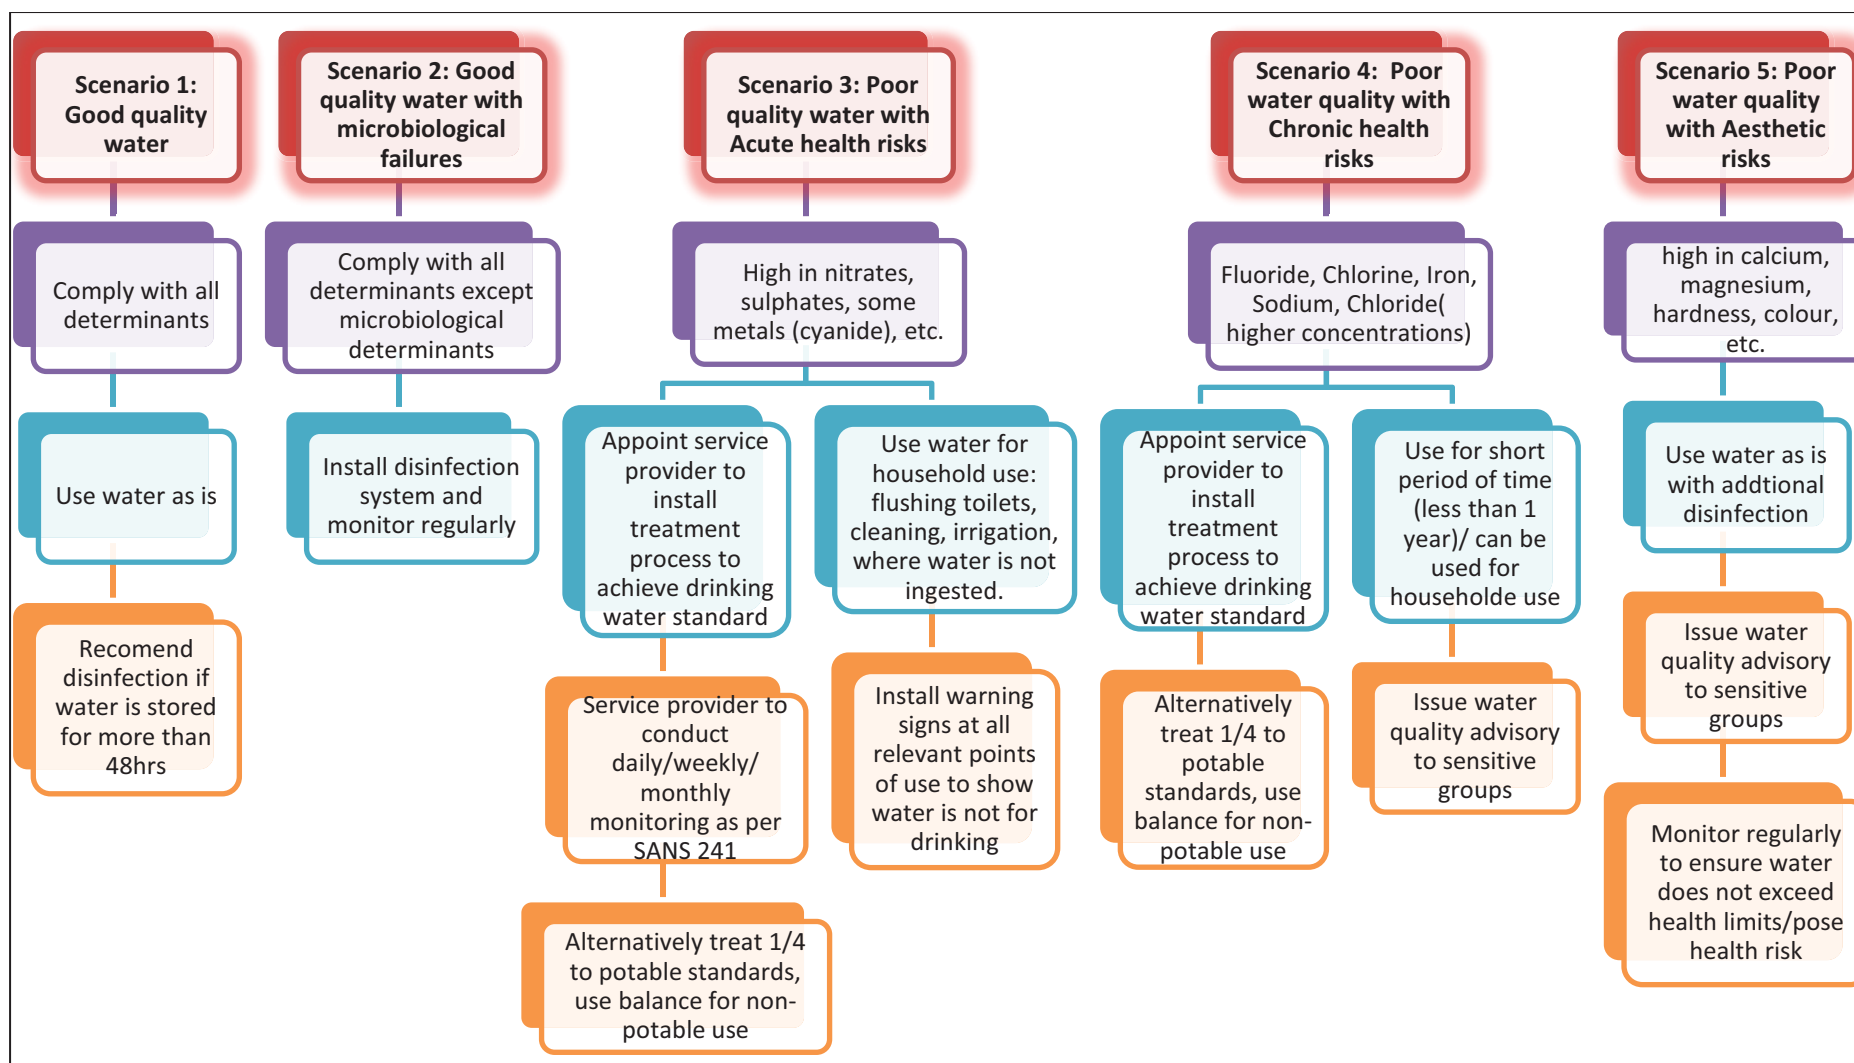 Scenario 1:
Good quality
water
Comply with all
determinants
Use water as is
Recomend
disinfection if
water is stored
for more than
48hrs
Scenario 2: Good
quality water with
microbiological
failures
Comply with all
determinants except
microbiological
determinants
Install disinfection
system and
monitor regularly
Scenario 3: Poor
quality water with
Acute health risks
High in nitrates,
sulphates, some
metals (cyanide), etc.
Appoint service
provider to
install
treatment
process to
achieve drinking
water standard
Service provider to
conduct
daily/weekly/
monthly
monitoring as per
SANS 241
Alternatively treat 1/4
to potable standards,
use balance for non-
potable use
Use water for
household use:
flushing toilets,
cleaning, irrigation,
where water is not
ingested.
Install warning
signs at all
relevant points
of use to show
water is not for
drinking
Scenario 4:  Poor
water quality with
Chronic health
risks
Fluoride, Chlorine, Iron,
Sodium, Chloride(
higher concentrations)
Appoint service
provider to
install
treatment
process to
achieve drinking
water standard
Alternatively
treat 1/4 to
potable
standards, use
balance for non-
potable use
Use for short
period of time
(less than 1
year)/ can be
used for
householde use
Issue water
quality advisory
to sensitive
groups
Scenario 5: Poor
water quality
with Aesthetic
risks
high in calcium,
magnesium,
hardness, colour,
etc.
Use water as is
with addtional
disinfection
Issue water
quality advisory
to sensitive
groups
Monitor regularly
to ensure water
does not exceed
health limits/pose
health risk